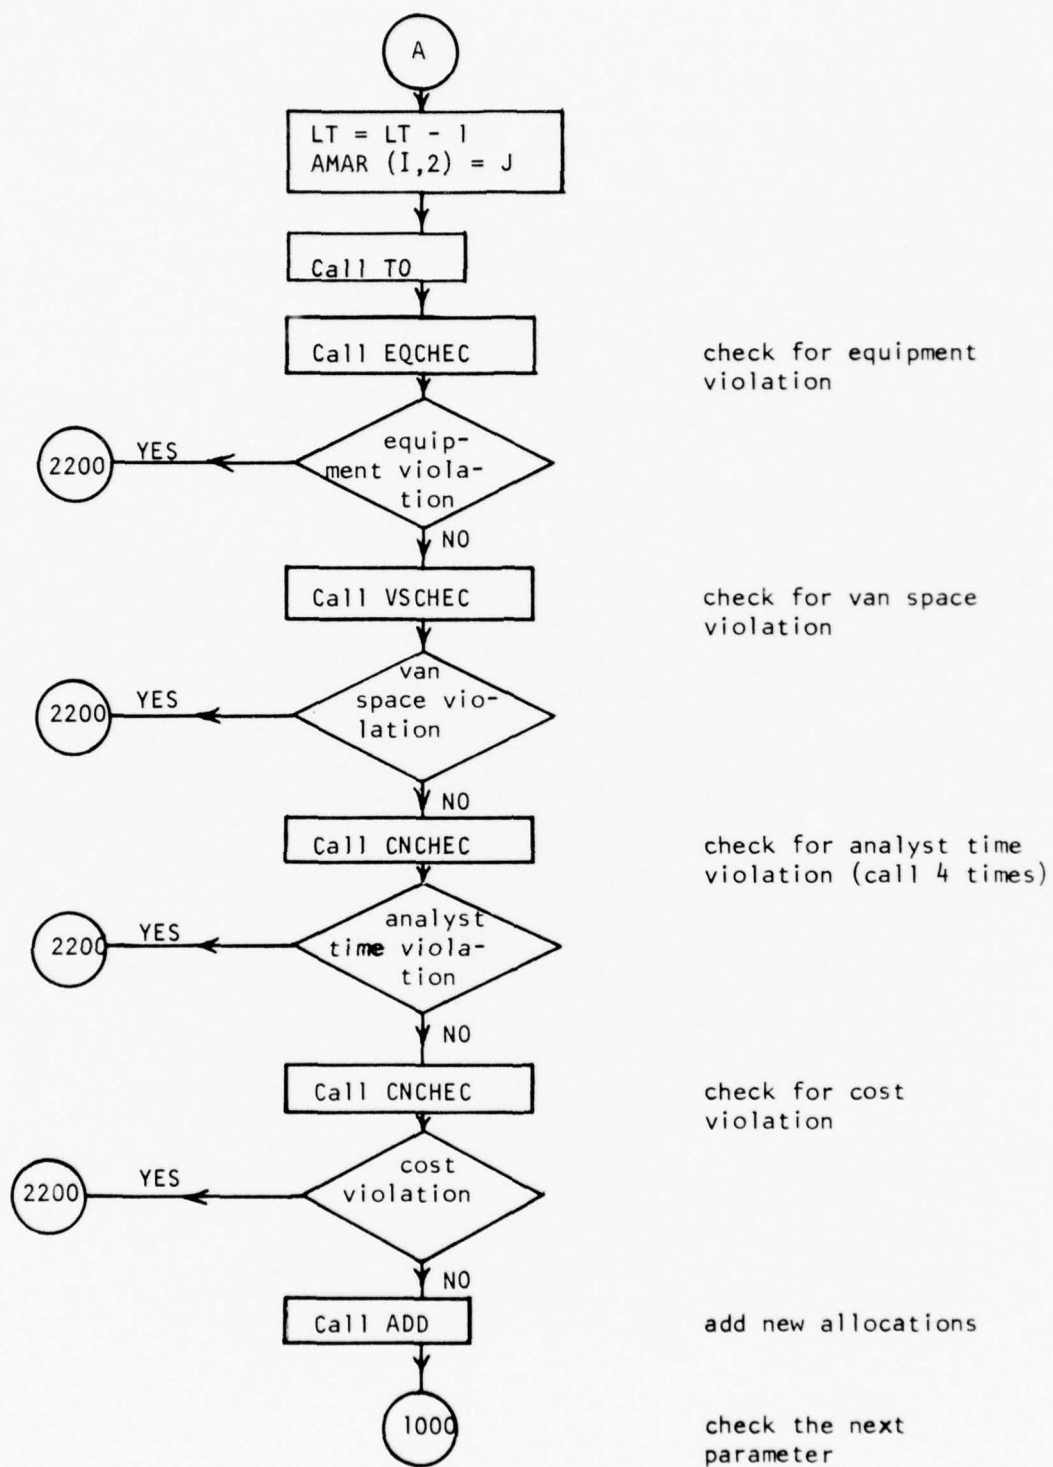 A
LT = LT - 1
AMAR (I,2) = J
Call TO
Call EQCHEC
check for equipment
violation
equip-
ment viola-
tion
YES
2200
NO
Call VSCHEC
check for van space
violation
van
space vio-
lation
YES
2200
NO
Call CNCHEC
check for analyst time
violation (call 4 times)
analyst
time viola-
tion
YES
2200
NO
Call CNCHEC
check for cost
violation
cost
violation
YES
2200
NO
Call ADD
add new allocations
1000
check the next
parameter